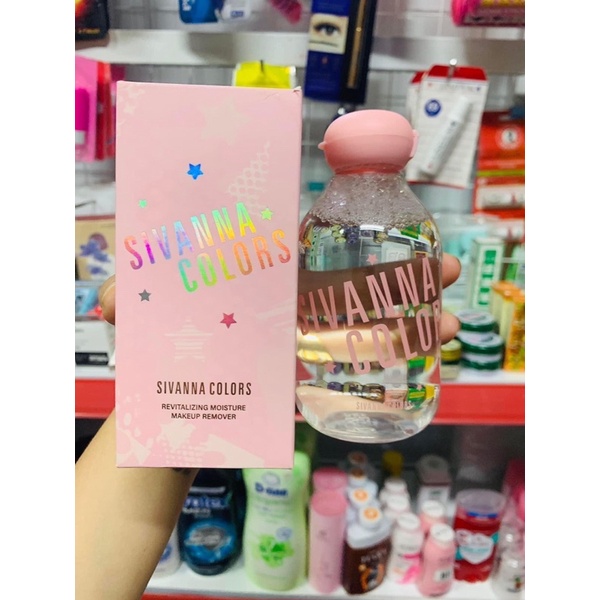 SIVANNA
COLORS
SIVANNA COLORS
REVITALIZING MOISTURE
MAKEUP REMOVER
SIVANNA
COLOR